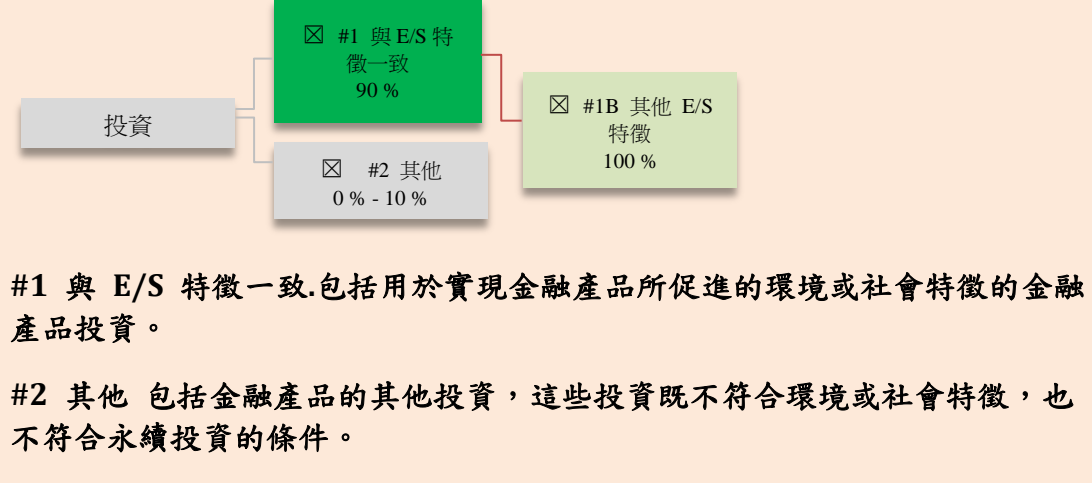 ☒ #1 與 E/S 特
徵一致
90 %
投資
☒ #1B 其他 E/S
特徵
100 %
☒ #2 其他
0 % - 10 %
#1 與 E/S 特徵一致.包括用於實現金融產品所促進的環境或社會特徵的金融
產品投資。
#2 其他 包括金融產品的其他投資，這些投資既不符合環境或社會特徵，也
不符合永續投資的條件。